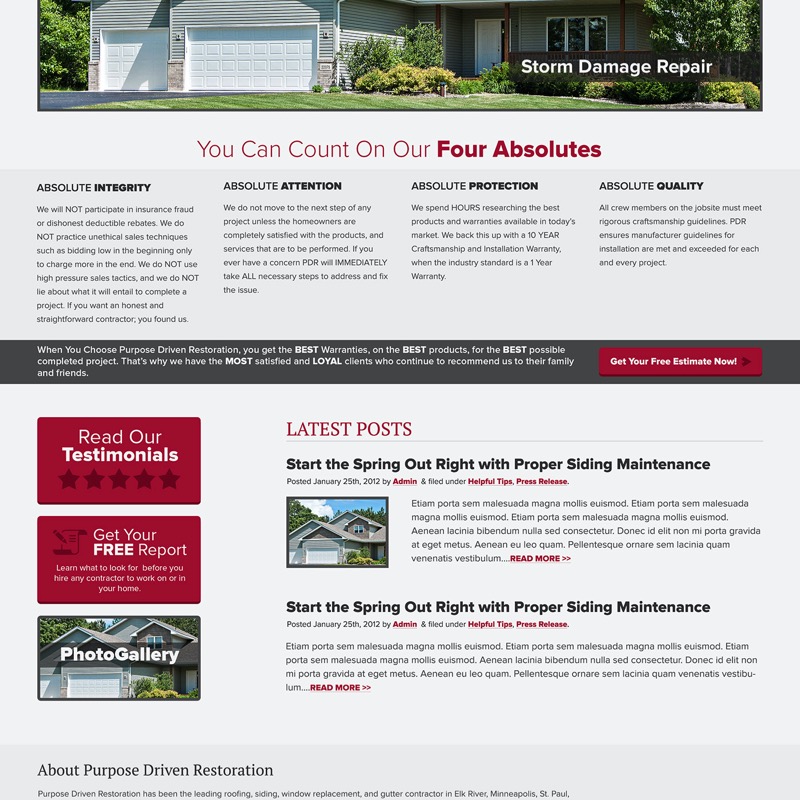 Storm Damage Repair
You Can Count On Our Four Absolutes
ABSOLUTE INTEGRITY
We will NOT participate in insurance fraud
or dishonest deductible rebates. We do
NOT practice unethical sales techniques
such as bidding low in the beginning only
to charge more in the end. We do NOT use
high pressure sales tactics, and we do NOT
lie about what it will entail to complete a
project. If you want an honest and
straightforward contractor; you found us.
ABSOLUTE ATTENTION
We do not move to the next step of any
project unless the homeowners are
completely satisfied with the products, and
services that are to be performed. If you
ever have a concern PDR will IMMEDIATELY
take ALL necessary steps to address and fix
the issue.
ABSOLUTE PROTECTION
We spend HOURS researching the best
products and warranties available in today's
market. We back this up with a 10 YEAR
Craftsmanship and Installation Warranty,
when the industry standard is a 1 Year
Warranty.
ABSOLUTE QUALITY
All crew members on the jobsite must meet
rigorous craftsmanship guidelines. PDR
ensures manufacturer guidelines for
installation are met and exceeded for each
and every project.
When You Choose Purpose Driven Restoration, you get the BEST Warranties, on the BEST products, for the BEST possible
completed project. That's why we have the MOST satisfied and LOYAL clients who continue to recommend us to their family
and friends.
Get Your Free Estimate Now!
Read Our
Testimonials
Get Your
FREE Report
Learn what to look for before you
hire any contractor to work on or in
your home.
PhotoGallery
LATEST POSTS
Start the Spring Out Right with Proper Siding Maintenance
Posted January 25th, 2012 by Admin & filed under Helpful Tips, Press Release.
Etiam porta sem malesuada magna mollis euismod. Etiam porta sem malesuada
magna mollis euismod. Etiam porta sem malesuada magna mollis euismod.
Aenean lacinia bibendum nulla sed consectetur. Donec id elit non mi porta gravida
at eget metus. Aenean eu leo quam. Pellentesque ornare sem lacinia quam
venenatis vestibulum....READ MORE >>
Start the Spring Out Right with Proper Siding Maintenance
Posted January 25th, 2012 by Admin & filed under Helpful Tips, Press Release.
Etiam porta sem malesuada magna mollis euismod. Etiam porta sem malesuada magna mollis euismod. Etiam
porta sem malesuada magna mollis euismod. Aenean lacinia bibendum nulla sed consectetur. Donec id elit non
mi porta gravida at eget metus. Aenean eu leo quam. Pellentesque ornare sem lacinia quam venenatis vestibu-
lum....READ MORE >>
About Purpose Driven Restoration
Purpose Driven Restoration has been the leading roofing, siding, window replacement, and gutter contractor in Elk River, Minneapolis, St. Paul,